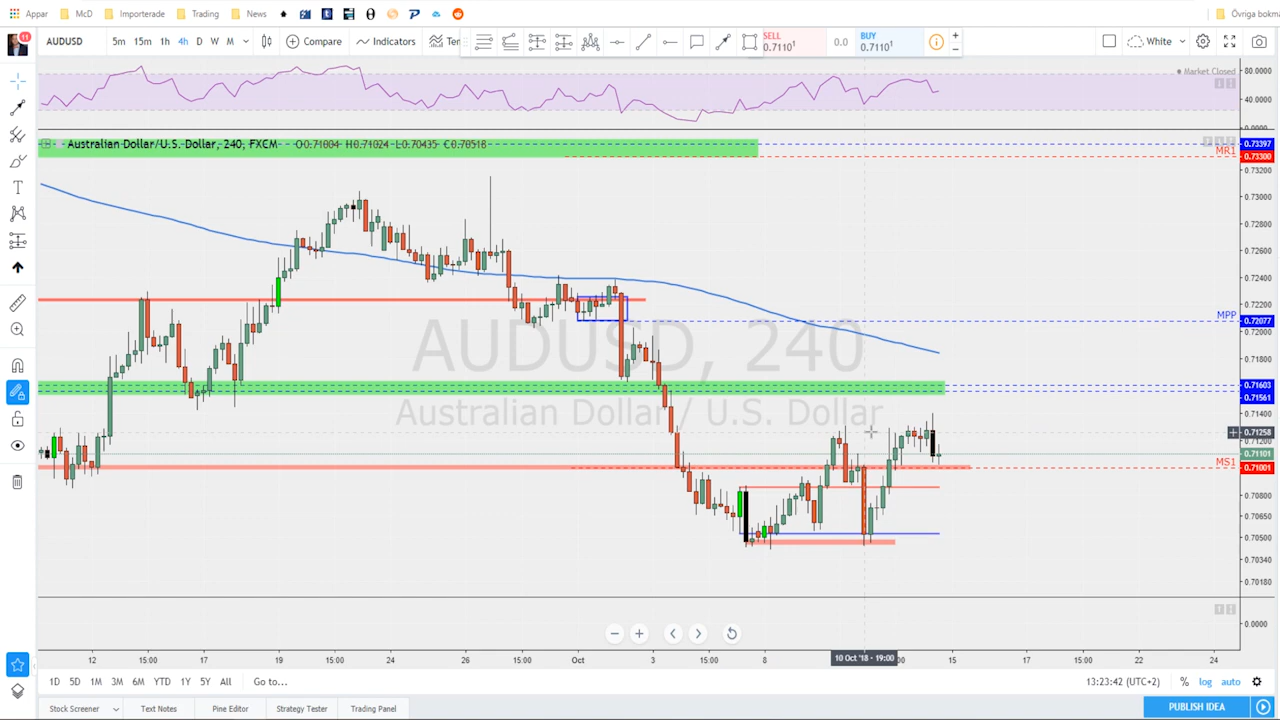 Appar McD Importerade Trading News Övriga bokm
11 AUDUSD 5m 15m 1h 4h D W M Compare Indicators Ter SELL 0.7110¹ 0.0 BUY 0.7110¹ White
Market Closed 80.0000
40.0000
0.0000
Australian Dollar/U.S. Dollar, 240, FXCM O0.71004 H0.71024 L0.70435 C0.70518
0.73397
MR1 0.73300
0.73200
0.73000
0.72800
0.72600
0.72400
0.72200
MPP 0.72077
0.72000
AUDUSD, 240
0.71800
0.71603
0.71561
Australian Dollar / U.S. Dollar
0.71400
0.71258
0.71200
0.71101
MS1 0.71001
0.70800
0.70650
0.70500
0.70340
0.70180
0.0000
12 15:00 17 19 15:00 24 26 15:00 Oct 3 15:00 8 10 Oct '18 - 19:00 :00 15 17 15:00 22 24
1D 5D 1M 3M 6M YTD 1Y 5Y All Go to... 13:23:42 (UTC+2) % log auto
Stock Screener Text Notes Pine Editor Strategy Tester Trading Panel PUBLISH IDEA